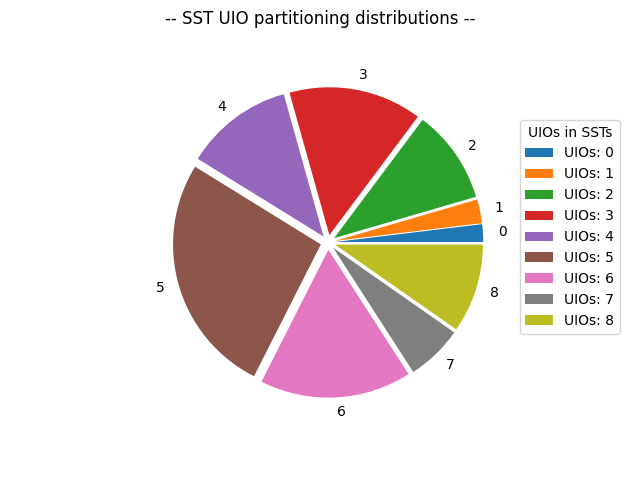 -- SST UIO partitioning distributions --
3
4
2
1
0
5
8
7
6
UIOs in SSTs
UIOs: 0
UIOs: 1
UIOs: 2
UIOs: 3
UIOs: 4
UIOs: 5
UIOs: 6
UIOs: 7
UIOs: 8